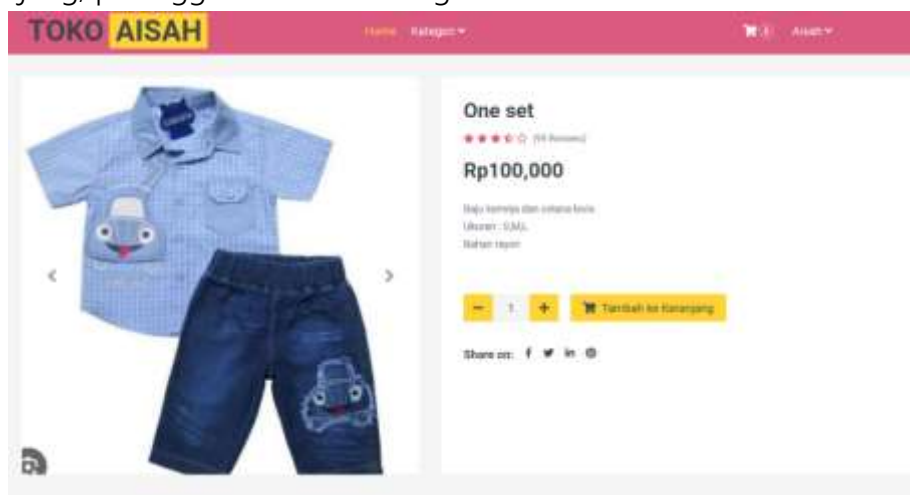 TOKO AISAH
Home Kategori
Aisah
One set
Rp100,000
Baju kemeja dan celana levis
Ukuran : S,M,L
Bahan rayon
- 1 + Tambah ke Keranjang
Share on: